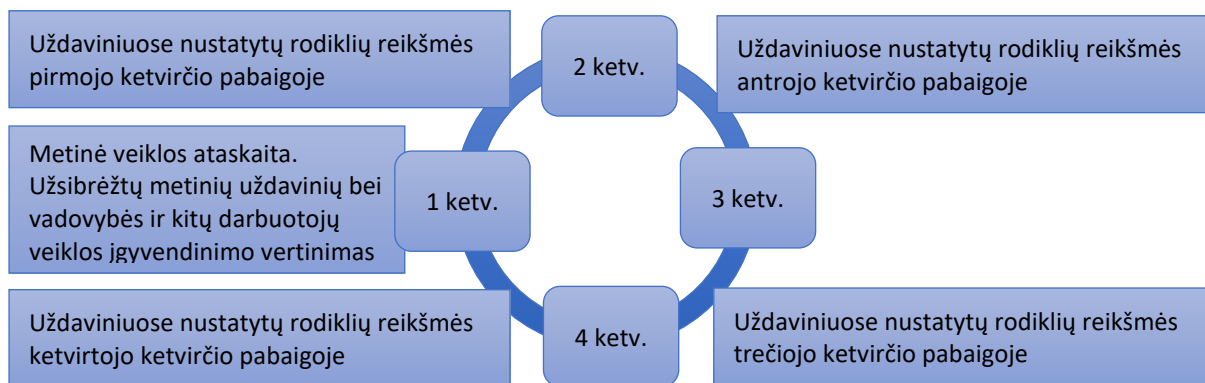 Uždaviniuose nustatytų rodiklių reikšmės
pirmojo ketvirčio pabaigoje
2 ketv.
Uždaviniuose nustatytų rodiklių reikšmės
antrojo ketvirčio pabaigoje
Metinė veiklos ataskaita.
Užsibrėžtų metinių uždavinių bei
vadovybės ir kitų darbuotojų
veiklos įgyvendinimo vertinimas
1 ketv.
3 ketv.
Uždaviniuose nustatytų rodiklių reikšmės
ketvirtojo ketvirčio pabaigoje
4 ketv.
Uždaviniuose nustatytų rodiklių reikšmės
trečiojo ketvirčio pabaigoje